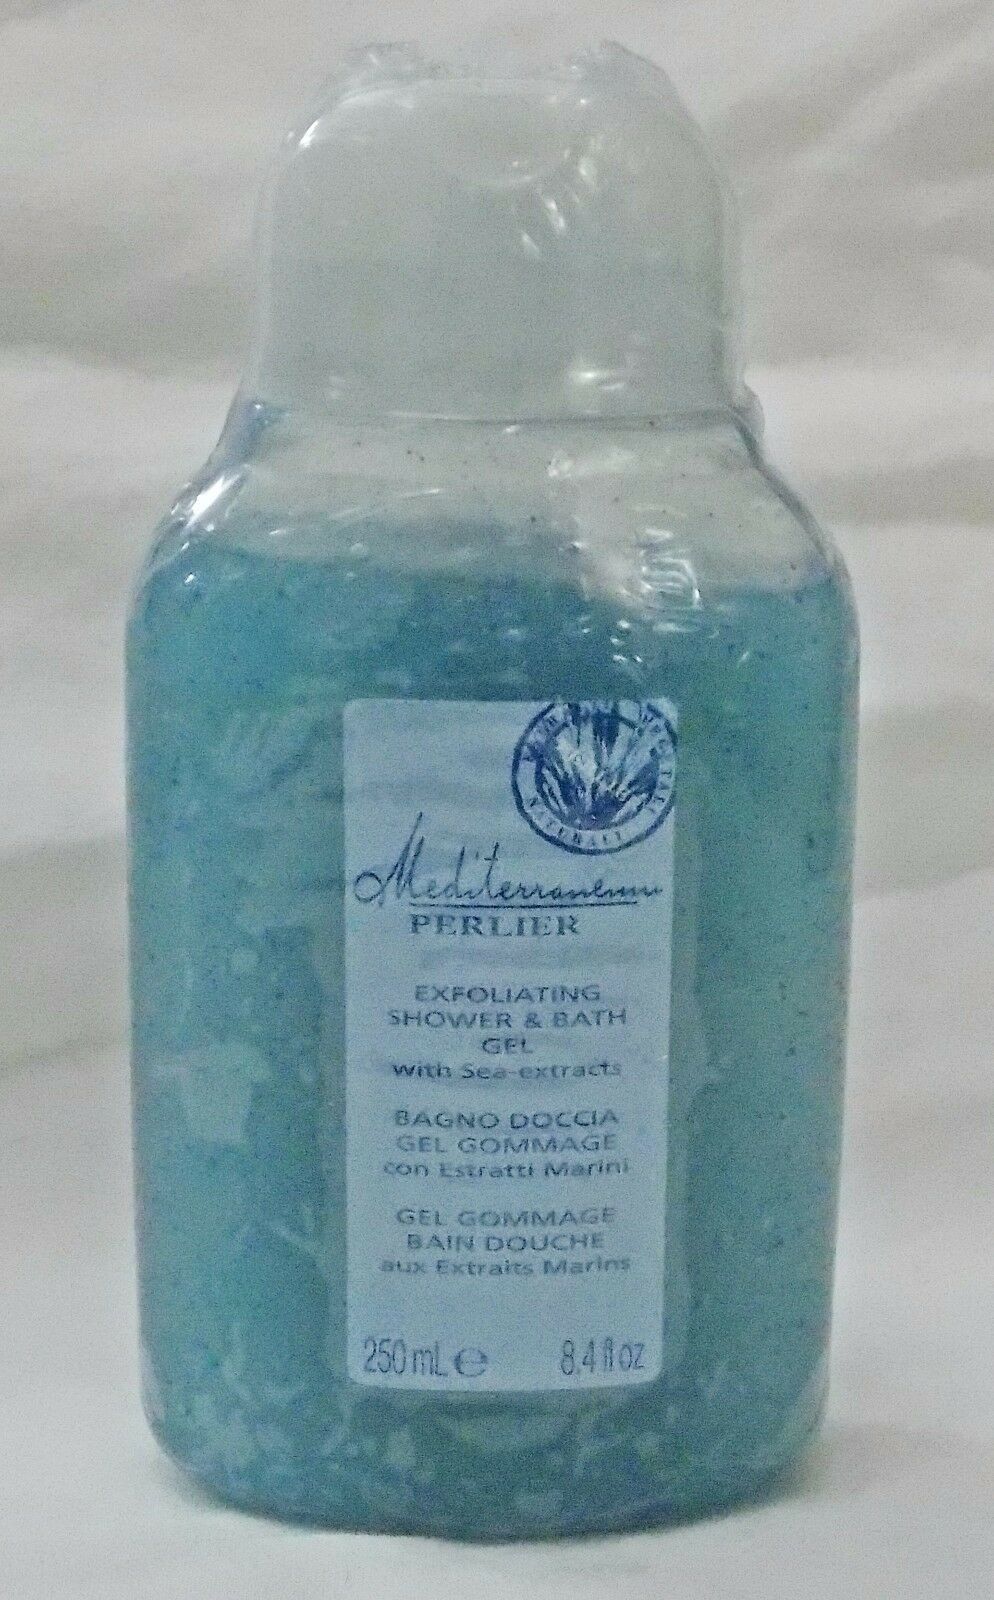 NATURALI
Mediterraneum
PERLIER
EXFOLIATING
SHOWER & BATH
GEL
with Sea-extracts
BAGNO DOCCIA
GEL GOMMAGE
con Estratti Marini
GEL GOMMAGE
BAIN DOUCHE
aux Extraits Marins
250 mL e 8.4 fl oz